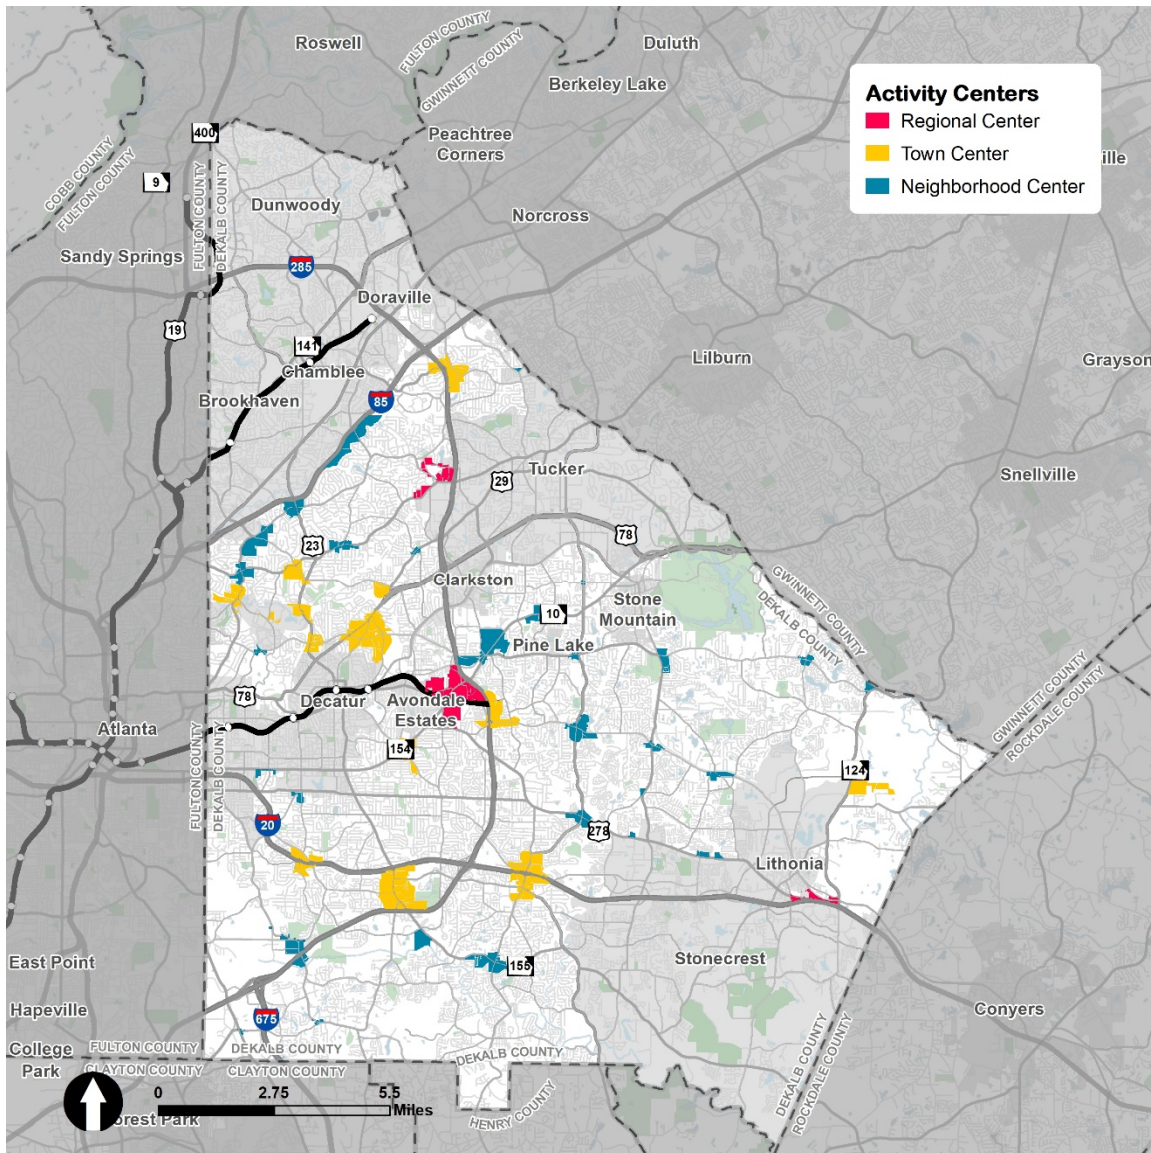 Roswell
FULTON COUNTY
GWINNETT COUNTY
Duluth
Berkeley Lake
Activity Centers
Regional Center
Town Center
Neighborhood Center
ille
400
Peachtree
Corners
COBB COUNTY
FULTON COUNTY
9
FULTON COUNTY
DEKALB COUNTY
Dunwoody
Norcross
Sandy Springs
285
Doraville
19
141
Chamblee
Lilburn
Grayson
Brookhaven
85
Tucker
29
Snellville
23
78
Clarkston
GWINNETT COUNTY
DEKALB COUNTY
10
Stone
Mountain
Pine Lake
78
Decatur
Avondale
Estates
GWINNETT COUNTY
ROCKDALE COUNTY
Atlanta
154
124
FULTON COUNTY
DEKALB COUNTY
20
278
Lithonia
East Point
155
Stonecrest
Hapeville
675
Conyers
College
Park
FULTON COUNTY
DEKALB COUNTY
DEKALB COUNTY
CLAYTON COUNTY
CLAYTON COUNTY
DEKALB COUNTY
ROCKDALE COUNTY
HENRY COUNTY
0
2.75
5.5
Miles
orest Park